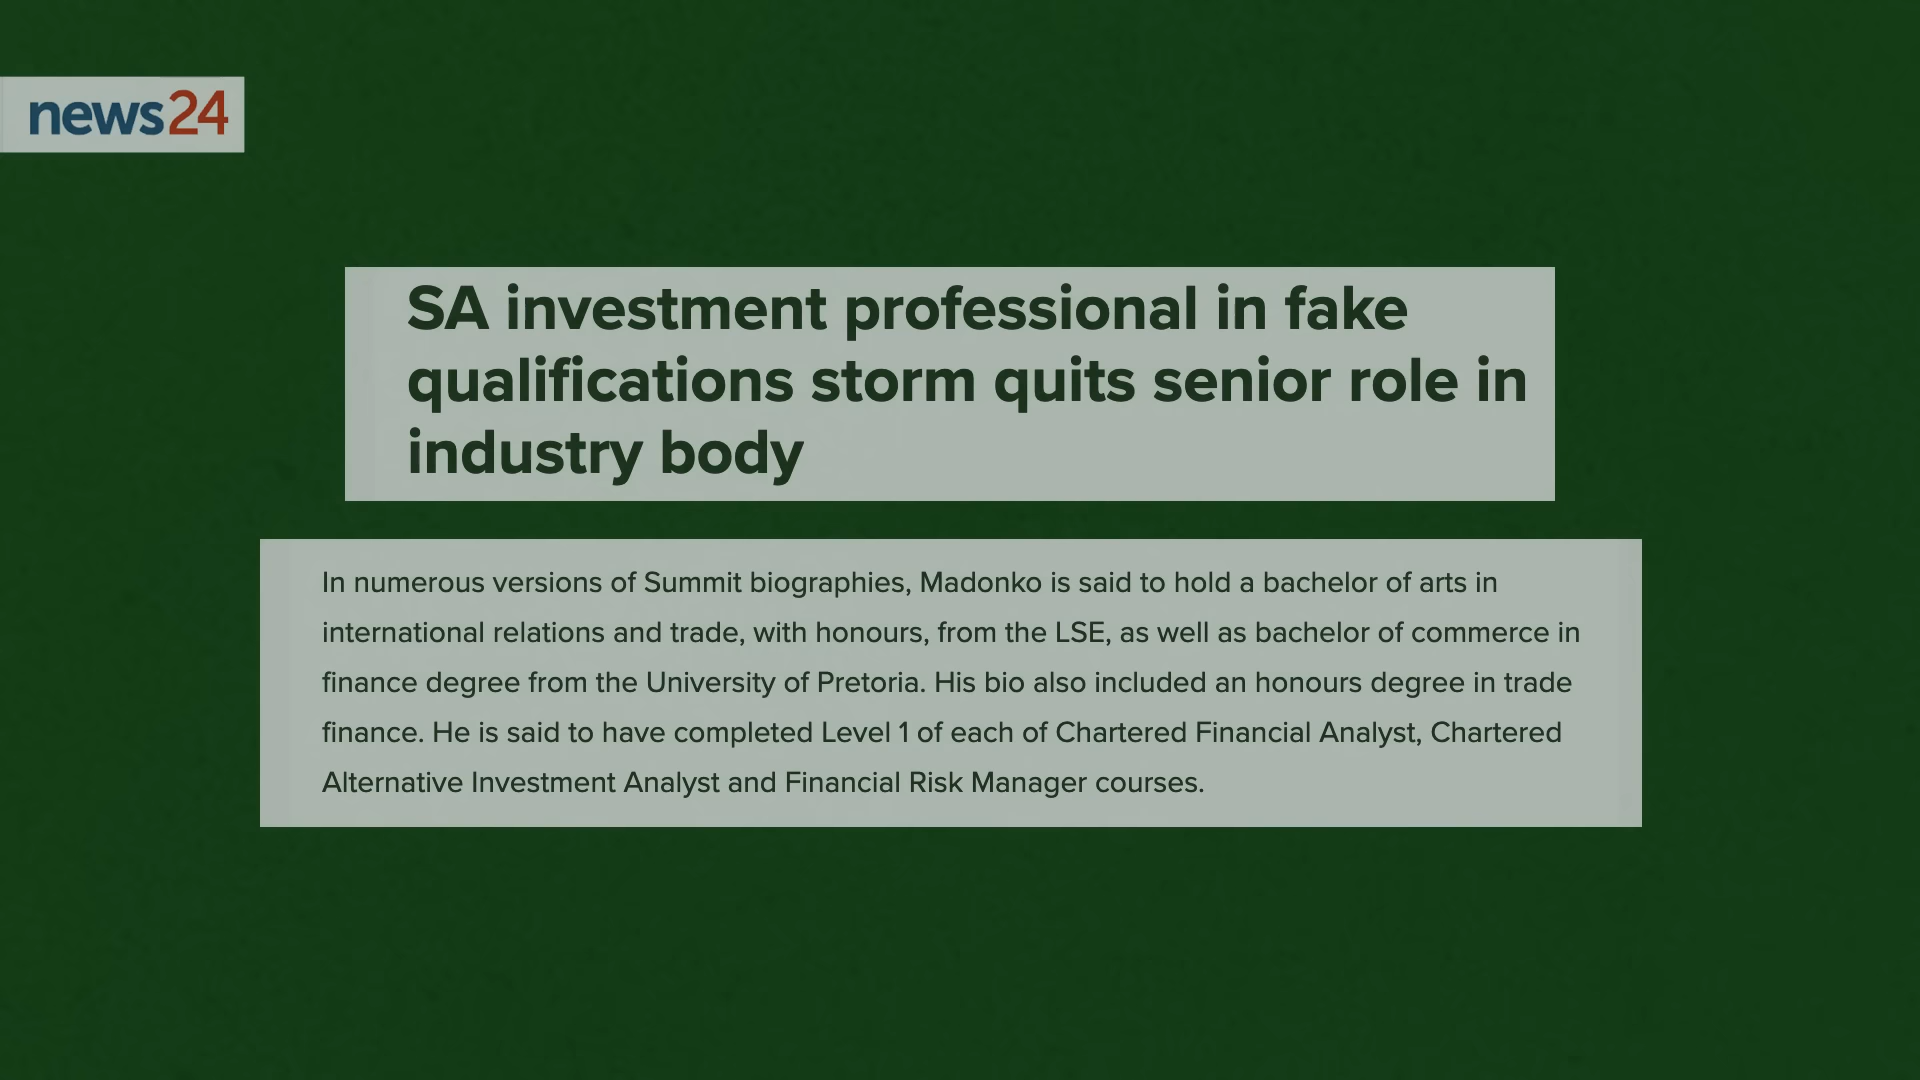 news24
SA investment professional in fake
qualifications storm quits senior role in
industry body
In numerous versions of Summit biographies, Madonko is said to hold a bachelor of arts in
international relations and trade, with honours, from the LSE, as well as bachelor of commerce in
finance degree from the University of Pretoria. His bio also included an honours degree in trade
finance. He is said to have completed Level 1 of each of Chartered Financial Analyst, Chartered
Alternative Investment Analyst and Financial Risk Manager courses.